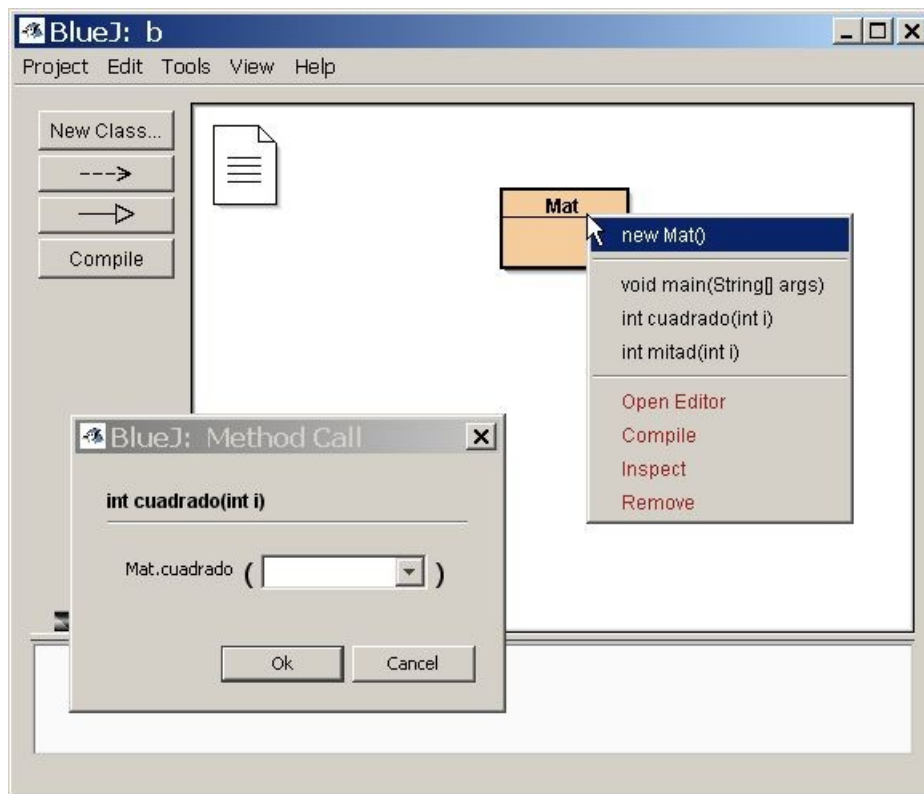 BlueJ: b
Project Edit Tools View Help
New Class...
Compile
Mat
new Mat()
void main(String[] args)
int cuadrado(int i)
int mitad(int i)
Open Editor
Compile
Inspect
Remove
BlueJ: Method Call
int cuadrado(int i)
Mat.cuadrado ( )
Ok Cancel